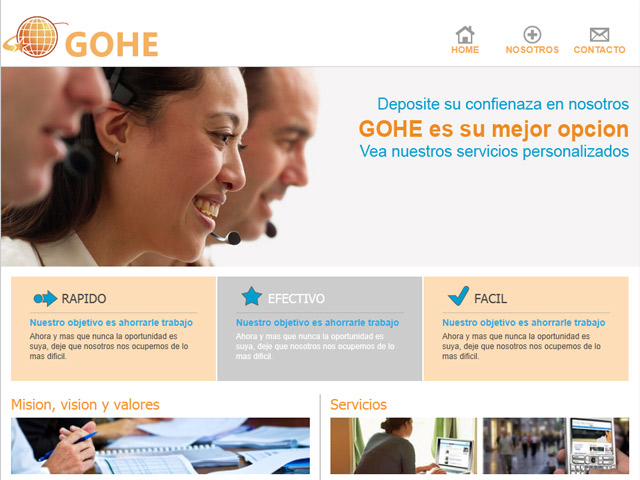 GOHE
HOME NOSOTROS CONTACTO
Deposite su confienaza en nosotros
GOHE es su mejor opcion
Vea nuestros servicios personalizados
RAPIDO
Nuestro objetivo es ahorrarle trabajo
Ahora y mas que nunca la oportunidad es
suya, deje que nosotros nos ocupemos de lo
mas dificil.
EFECTIVO
Nuestro objetivo es ahorrarle trabajo
Ahora y mas que nunca la oportunidad es
suya, deje que nosotros nos ocupemos de lo
mas dificil.
FACIL
Nuestro objetivo es ahorrarle trabajo
Ahora y mas que nunca la oportunidad es
suya, deje que nosotros nos ocupemos de lo
mas dificil.
Mision, vision y valores
Servicios